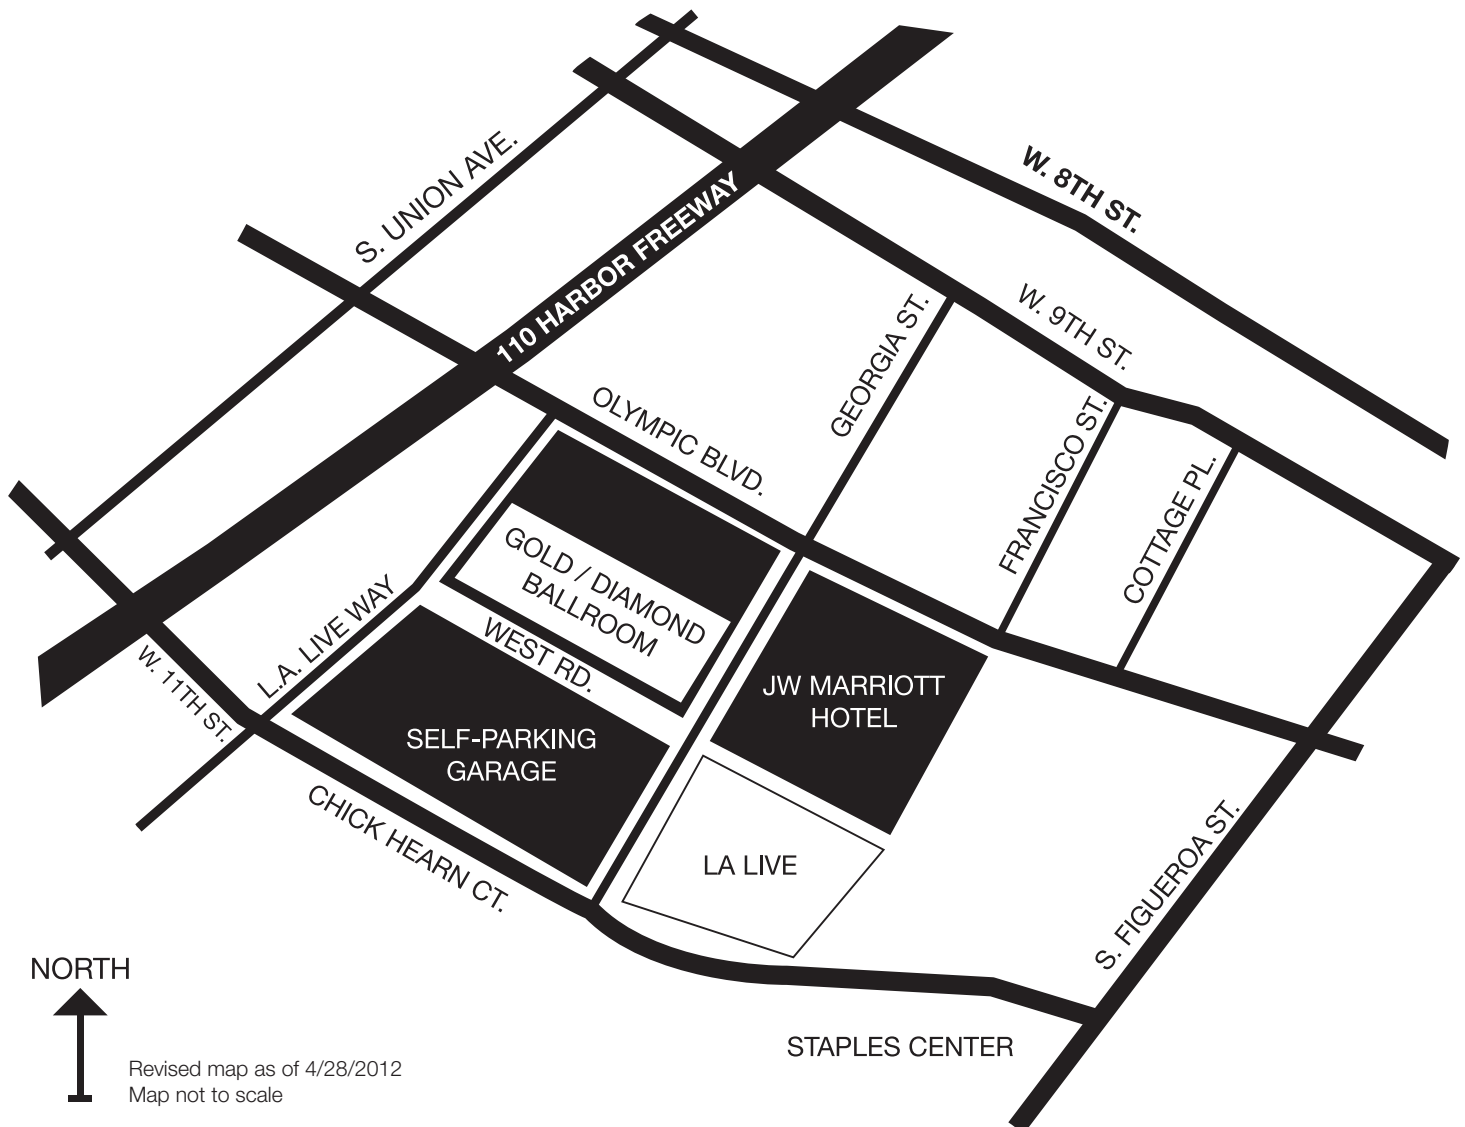 W. 8TH ST.
S. UNION AVE.
110 HARBOR FREEWAY
W. 9TH ST.
GEORGIA ST.
OLYMPIC BLVD.
FRANCISCO ST.
COTTAGE PL.
GOLD / DIAMOND
BALLROOM
L.A. LIVE WAY
WEST RD.
W. 11TH ST.
JW MARRIOTT
HOTEL
SELF-PARKING
GARAGE
CHICK HEARN CT.
LA LIVE
S. FIGUEROA ST.
NORTH
STAPLES CENTER
Revised map as of 4/28/2012
Map not to scale